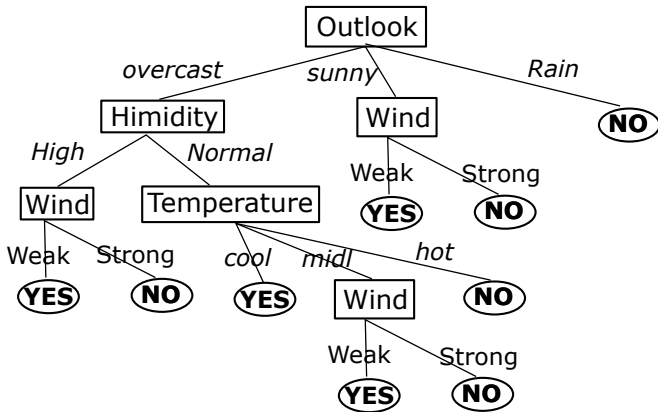 Outlook
overcast sunny Rain
Himidity Wind NO
High Normal Weak Strong
Wind Temperature YES NO
Weak Strong cool midl hot
YES NO YES Wind NO
Weak Strong
YES NO